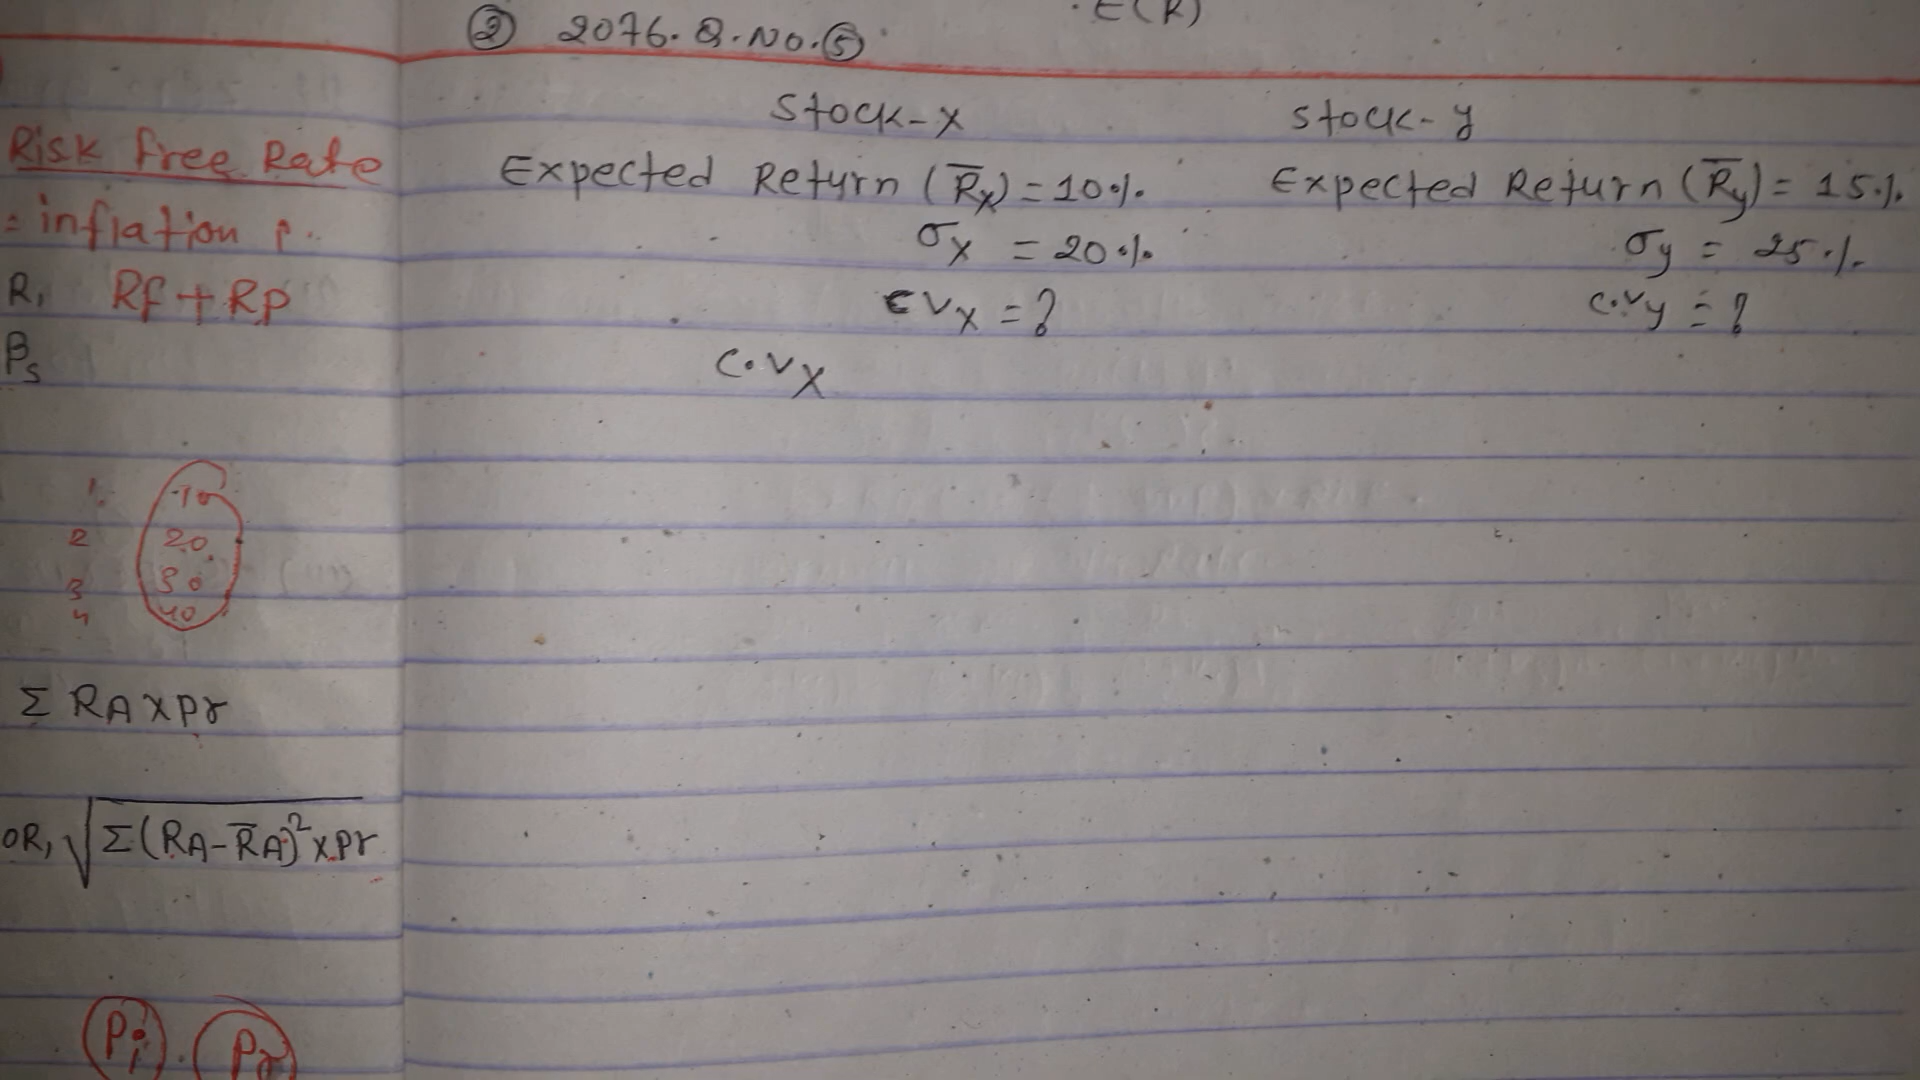 E(R)
② 2076. Q. No. ⑤
Stock-X
Stock-y
Expected Return (R̅x) = 10%.
Expected Return (R̅y) = 15%.
σx = 20%
σy = 25%.
CVx = ?
C.Vy = ?
C.Vx
Risk free Rate
= inflation
R, Rf + RP
Ps
1. 10
2 20
3 30
4 40
Σ RA X Pr
OR, √Σ(RA-R̅A)² x Pr
Pi